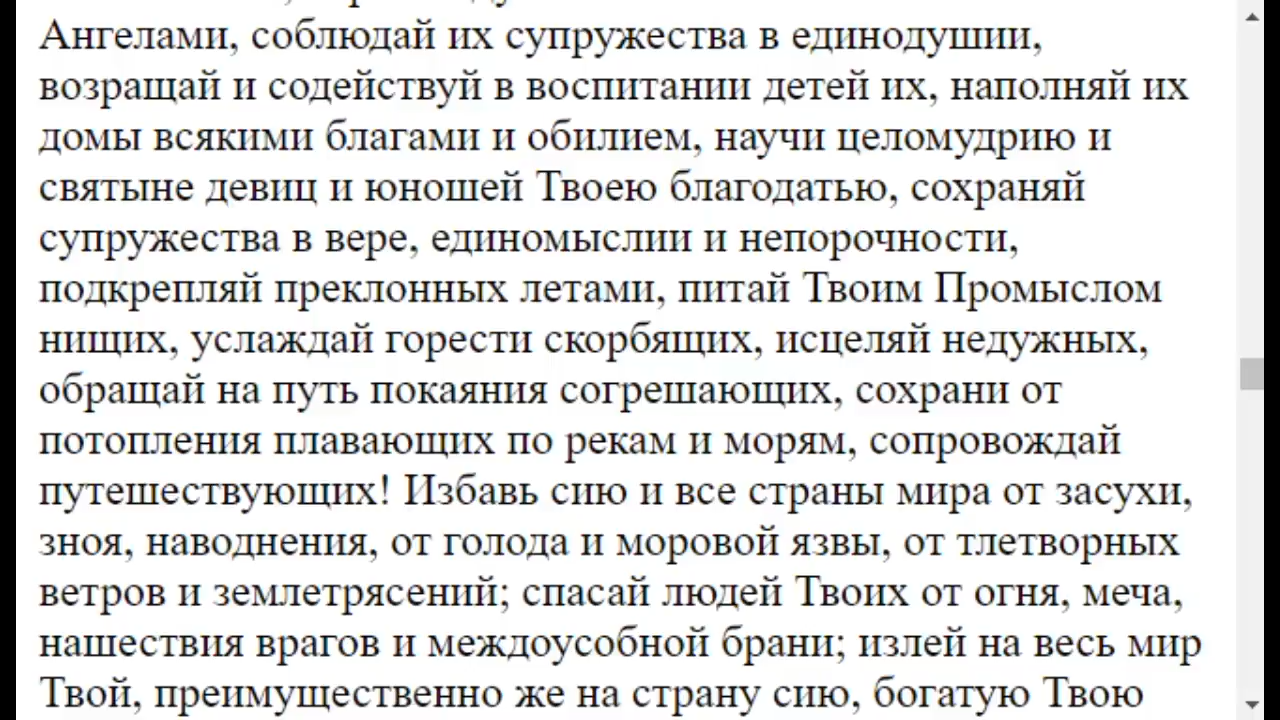 Ангелами, соблюдай их супружества в единодушии,
возращай и содействуй в воспитании детей их, наполняй их
домы всякими благами и обилием, научи целомудрию и
святыне девиц и юношей Твоею благодатью, сохраняй
супружества в вере, единомыслии и непорочности,
подкрепляй преклонных летами, питай Твоим Промыслом
нищих, услаждай горести скорбящих, исцеляй недужных,
обращай на путь покаяния согрешающих, сохрани от
потопления плавающих по рекам и морям, сопровождай
путешествующих! Избавь сию и все страны мира от засухи,
зноя, наводнения, от голода и моровой язвы, от тлетворных
ветров и землетрясений; спасай людей Твоих от огня, меча,
нашествия врагов и междоусобной брани; излей на весь мир
Твой, преимущественно же на страну сию, богатую Твою